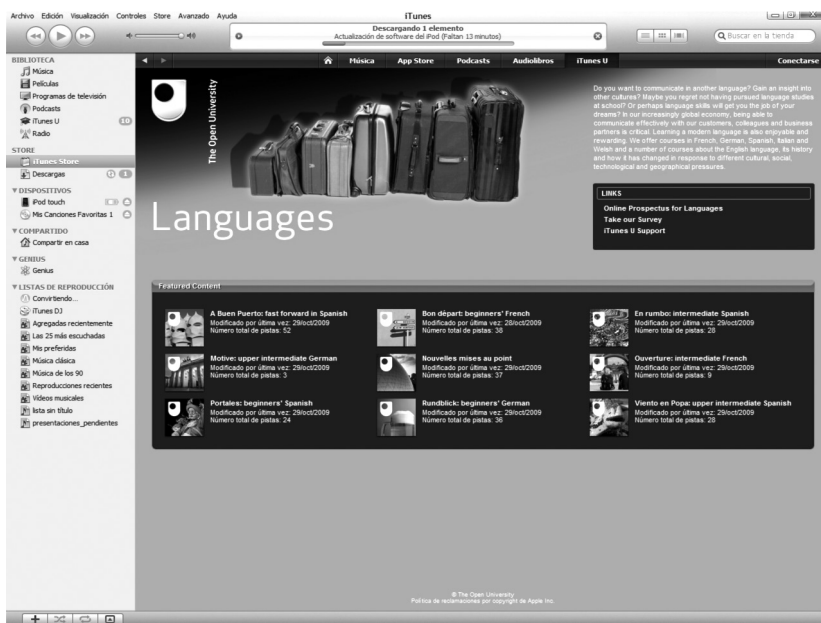 Archivo Edición Visualización Controles Store Avanzado Ayuda
iTunes
Descargando 1 elemento
Actualización de software del iPod (Faltan 13 minutos)
Buscar en la tienda
BIBLIOTECA
Música
Películas
Programas de televisión
Podcasts
iTunes U
10
Radio
STORE
iTunes Store
Descargas
1
DISPOSITIVOS
iPod touch
Mis Canciones Favoritas 1
COMPARTIDO
Compartir en casa
GENIUS
Genius
LISTAS DE REPRODUCCIÓN
Convirtiendo...
iTunes DJ
Agregadas recientemente
Las 25 más escuchadas
Mis preferidas
Música clásica
Música de los 90
Reproducciones recientes
Vídeos musicales
lista sin título
presentaciones_pendientes
Música App Store Podcasts Audiolibros iTunes U Conectarse
The Open University
Languages
Do you want to communicate in another language? Gain an insight into
other cultures? Maybe you regret not having pursued language studies
at school? Or perhaps language skills will get you the job of your
dreams? In our increasingly global economy, being able to
communicate effectively with our customers, colleagues and business
partners is critical. Learning a modern language is also enjoyable and
rewarding. We offer courses in French, German, Spanish, Italian and
Welsh and a number of courses about the English language, its history
and how it has changed in response to different cultural, social,
technological and geographical pressures.
LINKS
Online Prospectus for Languages
Take our Survey
iTunes U Support
Featured Content
A Buen Puerto: fast forward in Spanish
Modificado por última vez: 29/oct/2009
Número total de pistas: 52
Bon départ: beginners' French
Modificado por última vez: 28/oct/2009
Número total de pistas: 38
En rumbo: intermediate Spanish
Modificado por última vez: 29/oct/2009
Número total de pistas: 28
Motive: upper intermediate German
Modificado por última vez: 29/oct/2009
Número total de pistas: 3
Nouvelles mises au point
Modificado por última vez: 29/oct/2009
Número total de pistas: 37
Ouverture: intermediate French
Modificado por última vez: 29/oct/2009
Número total de pistas: 9
Portales: beginners' Spanish
Modificado por última vez: 29/oct/2009
Número total de pistas: 24
Rundblick: beginners' German
Modificado por última vez: 29/oct/2009
Número total de pistas: 36
Viento en Popa: upper intermediate Spanish
Modificado por última vez: 29/oct/2009
Número total de pistas: 28
© The Open University
Política de reclamaciones por copyright de Apple Inc.